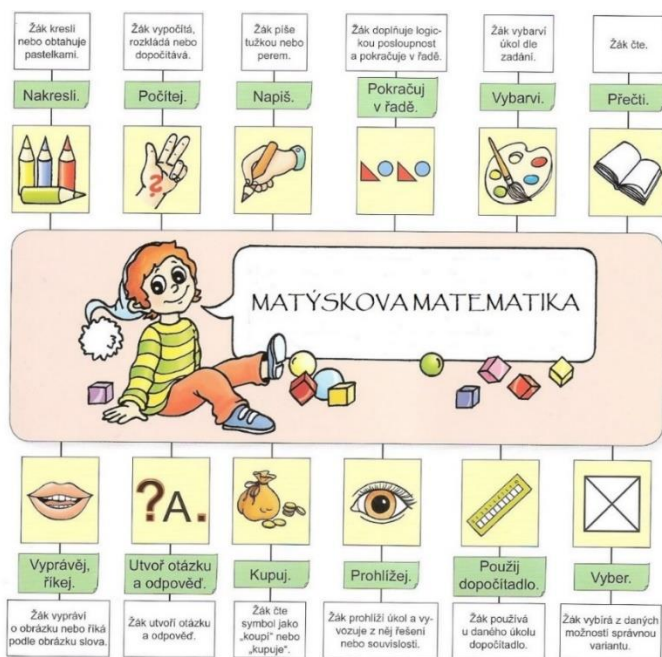 Žák kreslí
nebo obtahuje
pastelkami.
Žák vypočítá,
rozkládá nebo
dopočítává.
Žák píše
tužkou nebo
perem.
Žák doplňuje logic-
kou posloupnost
a pokračuje v řadě.
Žák vybarví
úkol dle
zadání.
Žák čte.
Nakresli.
Počítej.
Napiš.
Pokračuj
v řadě.
Vybarvi.
Přečti.
?
MATÝSKOVA MATEMATIKA
?A.
Vyprávěj,
říkej.
Utvoř otázku
a odpověď.
Kupuj.
Prohlížej.
Použij
dopočítadlo.
Vyber.
Žák vypráví
o obrázku nebo říká
podle obrázku slova.
Žák utvoří otázku
a odpověď.
Žák čte
symbol jako
„koupí" nebo
„kupuje".
Žák prohlíží úkol a vy-
vozuje z něj řešení
nebo souvislosti.
Žák používá
u daného úkolu
dopočítadlo.
Žák vybírá z daných
možností správnou
variantu.